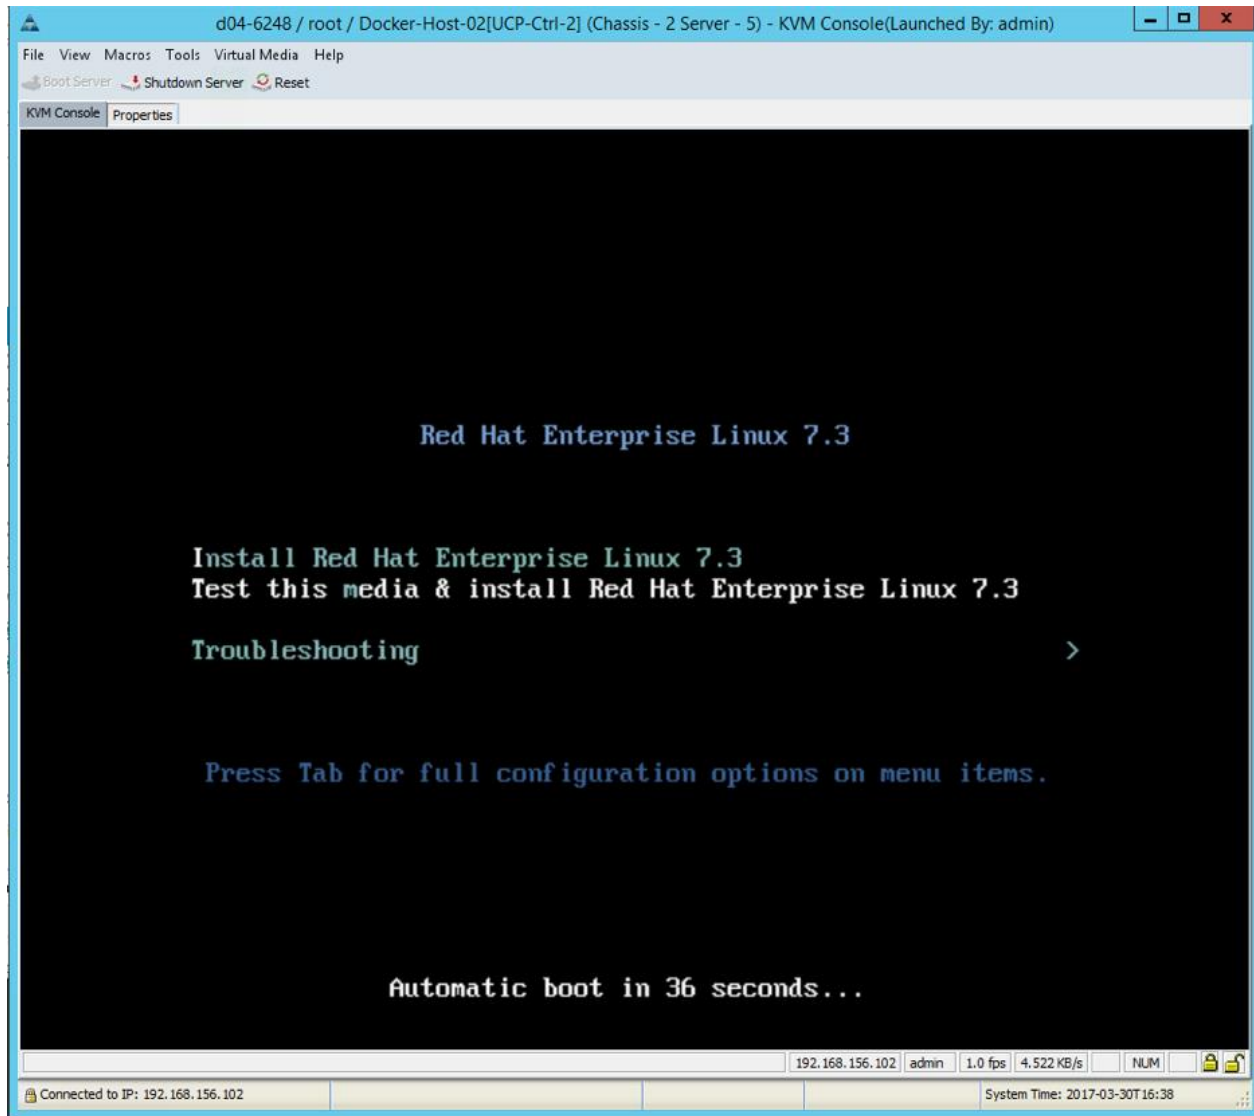 d04-6248 / root / Docker-Host-02[UCP-Ctrl-2] (Chassis - 2 Server - 5) - KVM Console(Launched By: admin)
File View Macros Tools Virtual Media Help
Boot Server Shutdown Server Reset
KVM Console Properties
Red Hat Enterprise Linux 7.3
Install Red Hat Enterprise Linux 7.3
Test this media & install Red Hat Enterprise Linux 7.3
Troubleshooting >
Press Tab for full configuration options on menu items.
Automatic boot in 36 seconds...
192.168.156.102 admin 1.0 fps 4.522 KB/s NUM
Connected to IP: 192.168.156.102 System Time: 2017-03-30T16:38